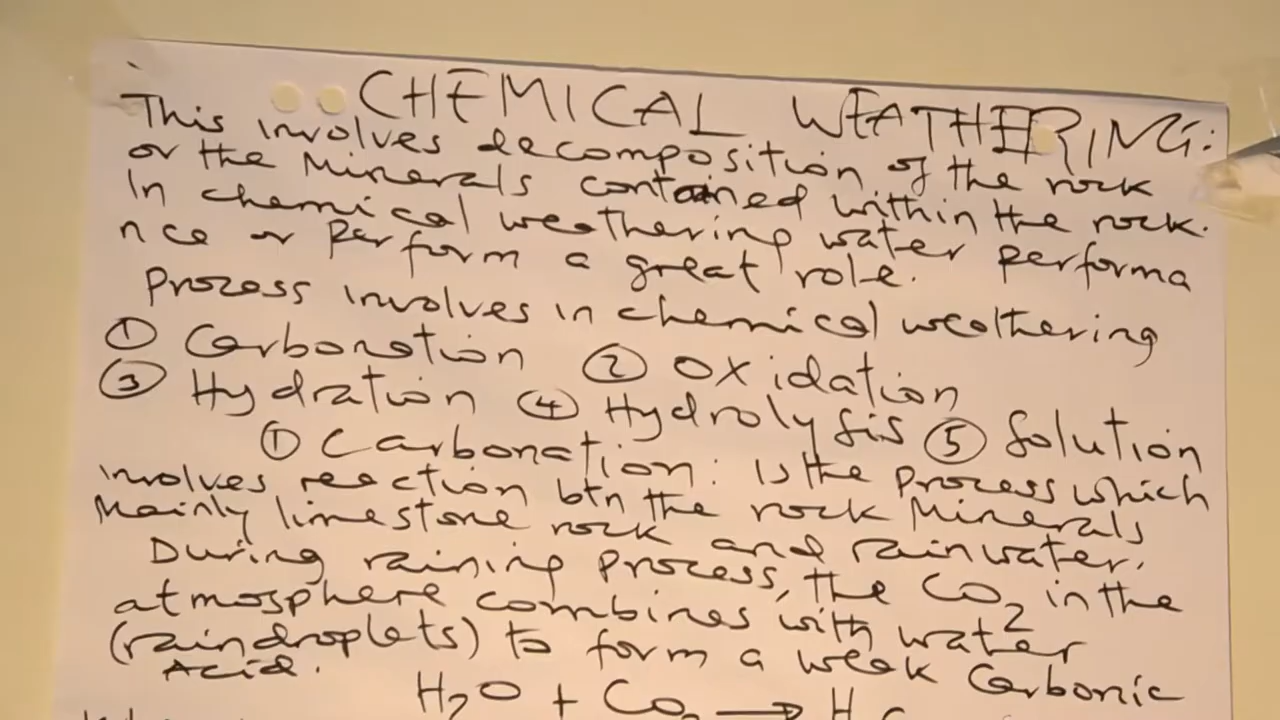 CHEMICAL WEATHERING:
This involves decomposition of the rock
or the Minerals contained within the rock.
In chemical weathering water performa
nce or perform a great role.
Process involves in chemical weathering
① Carbonation ② Oxidation
③ Hydration ④ Hydrolysis ⑤ Solution
① Carbonation: Is the process which
involves reaction btn the rock Minerals
Mainly limestone rock and rainwater.
During raining process, the CO₂ in the
atmosphere combines with water
(raindroplets) to form a weak Carbonic
Acid.
H₂O + CO₂ → H